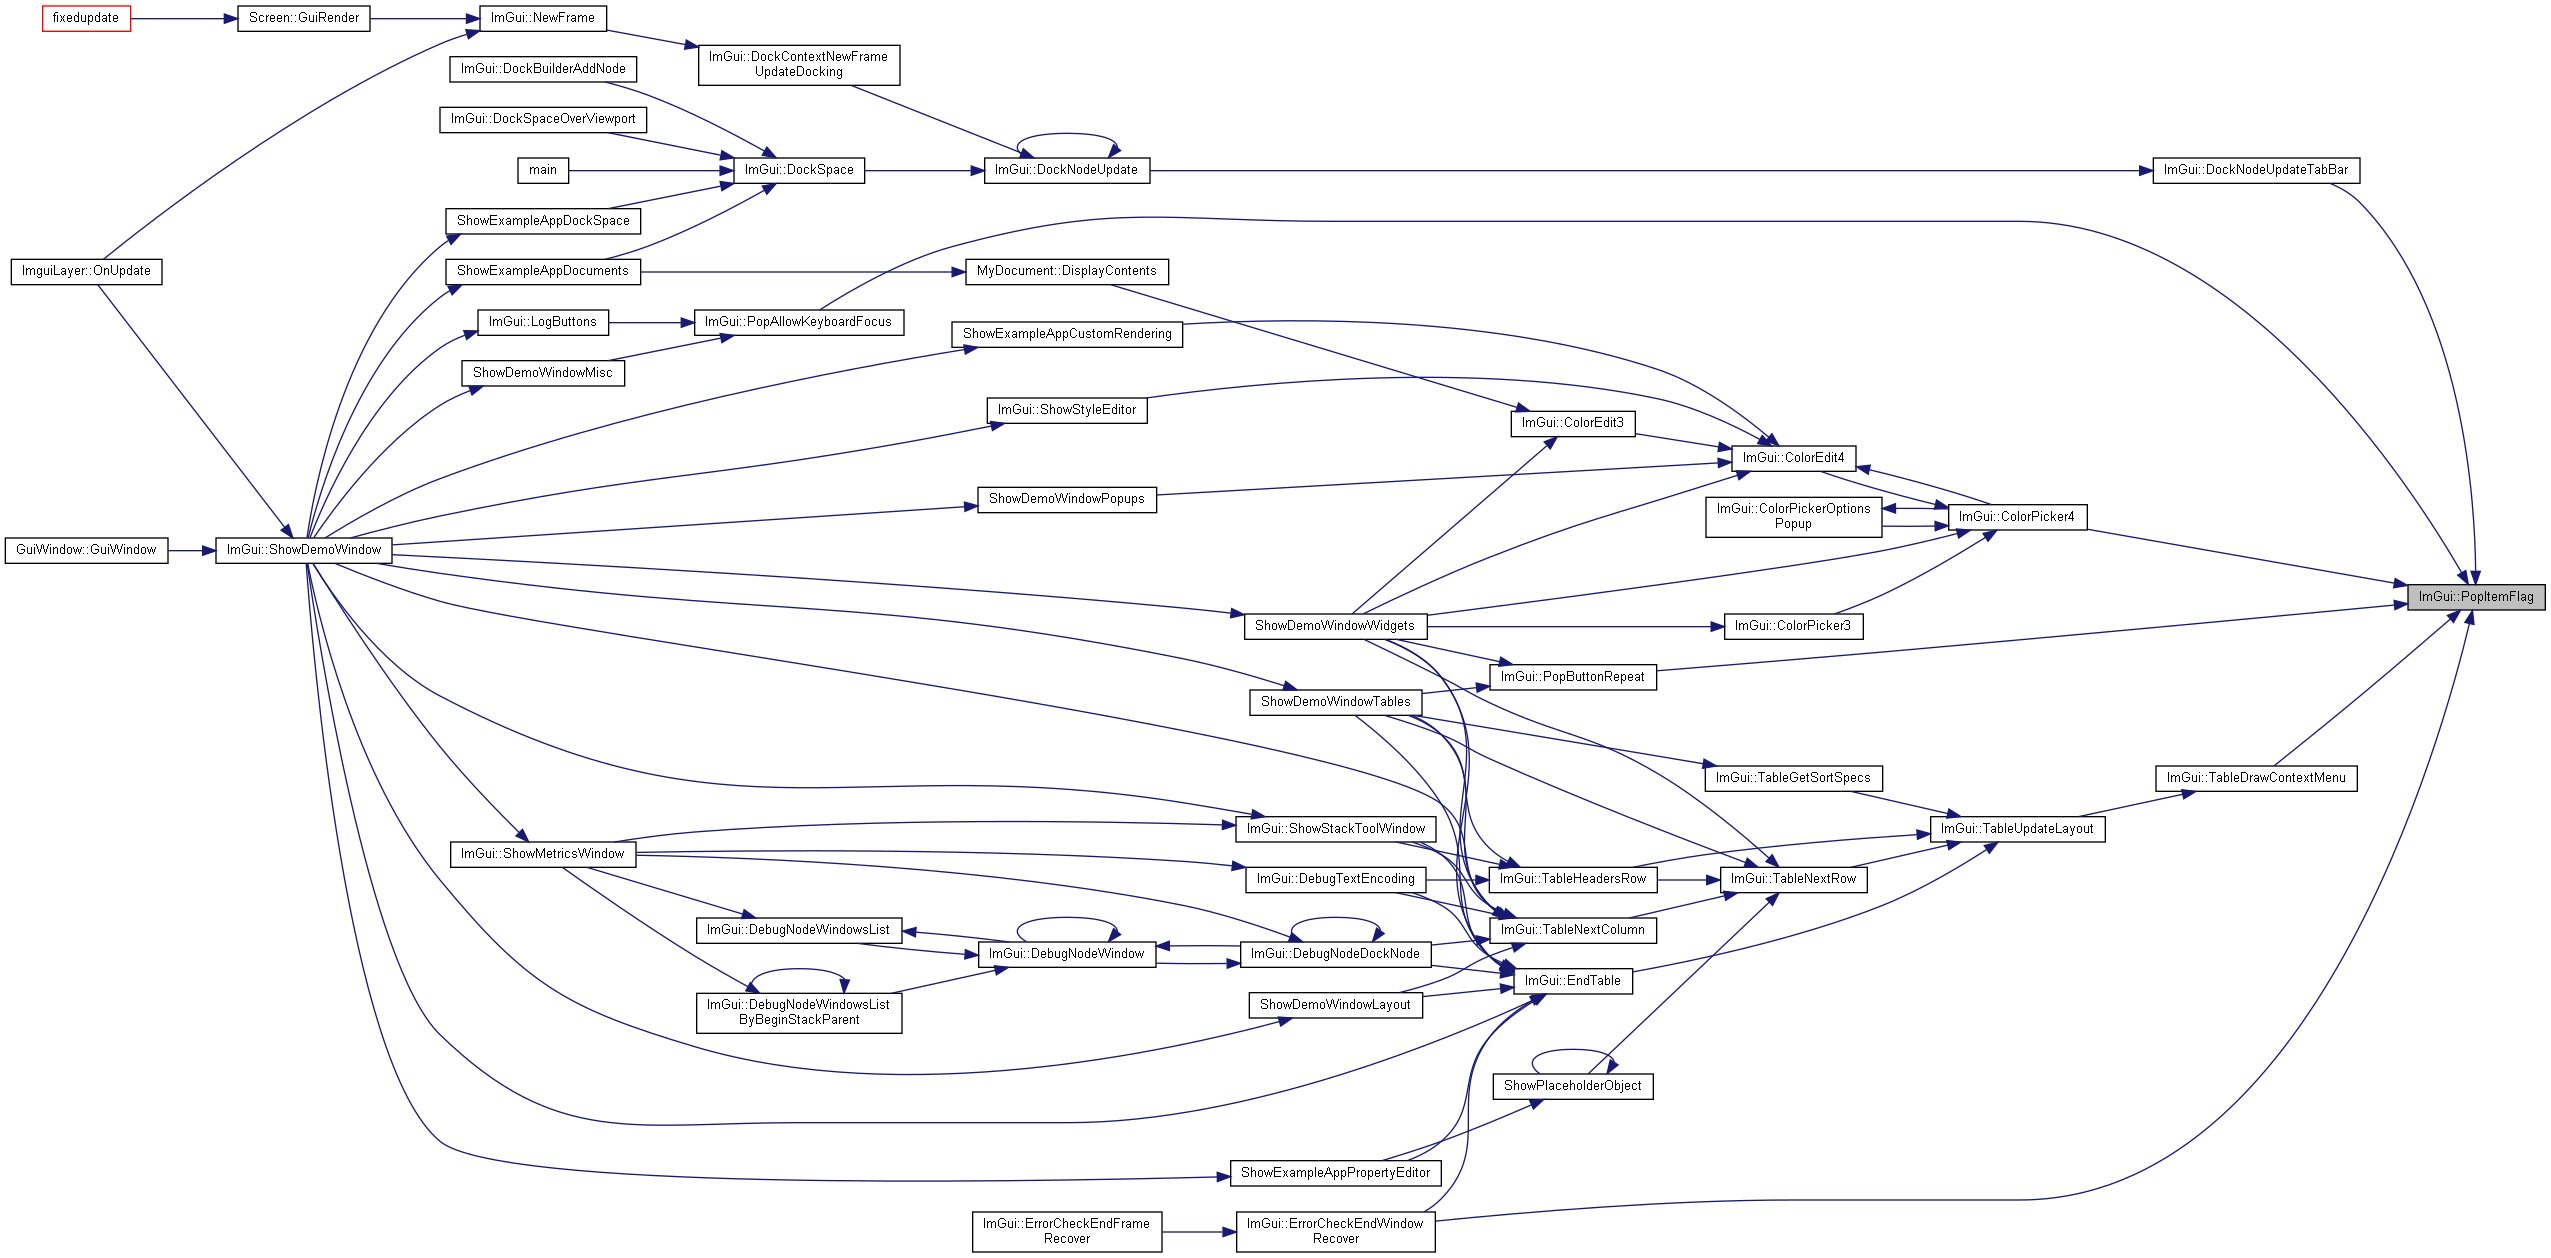 fixedupdate
Screen::GuiRender
ImGui::NewFrame
ImGui::DockContextNewFrame
UpdateDocking
ImGui::DockBuilderAddNode
ImGui::DockSpaceOverViewport
main
ImGui::DockSpace
ImGui::DockNodeUpdate
ImGui::DockNodeUpdateTabBar
ShowExampleAppDockSpace
ImguiLayer::OnUpdate
ShowExampleAppDocuments
MyDocument::DisplayContents
ImGui::LogButtons
ImGui::PopAllowKeyboardFocus
ShowExampleAppCustomRendering
ShowDemoWindowMisc
ImGui::ShowStyleEditor
ImGui::ColorEdit3
ImGui::ColorEdit4
ShowDemoWindowPopups
ImGui::ColorPickerOptions
Popup
ImGui::ColorPicker4
GuiWindow::GuiWindow
ImGui::ShowDemoWindow
ImGui::PopItemFlag
ShowDemoWindowWidgets
ImGui::ColorPicker3
ImGui::PopButtonRepeat
ShowDemoWindowTables
ImGui::TableGetSortSpecs
ImGui::TableDrawContextMenu
ImGui::ShowStackToolWindow
ImGui::TableUpdateLayout
ImGui::ShowMetricsWindow
ImGui::DebugTextEncoding
ImGui::TableHeadersRow
ImGui::TableNextRow
ImGui::DebugNodeWindowsList
ImGui::TableNextColumn
ImGui::DebugNodeWindow
ImGui::DebugNodeDockNode
ImGui::EndTable
ImGui::DebugNodeWindowsList
ByBeginStackParent
ShowDemoWindowLayout
ShowPlaceholderObject
ShowExampleAppPropertyEditor
ImGui::ErrorCheckEndFrame
Recover
ImGui::ErrorCheckEndWindow
Recover